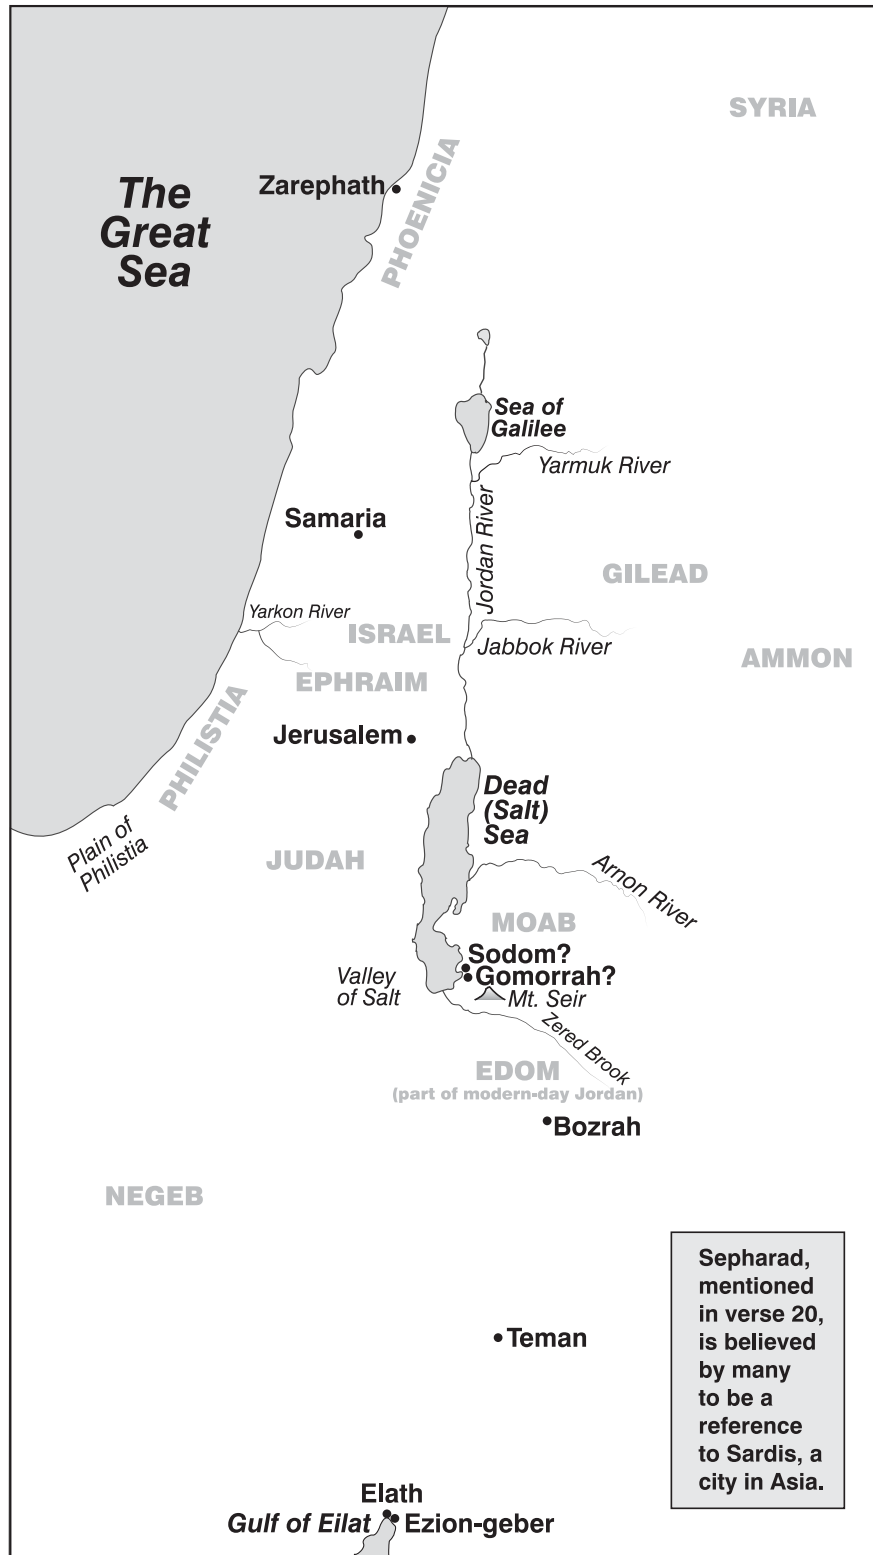 SYRIA
PHOENICIA
Zarephath
The
Great
Sea
Sea of
Galilee
Yarmuk River
Jordan River
Samaria
GILEAD
Yarkon River
ISRAEL
Jabbok River
AMMON
EPHRAIM
PHILISTIA
Jerusalem
Dead
(Salt)
Sea
Plain of
Philistia
JUDAH
Arnon River
MOAB
Sodom?
Gomorrah?
Valley
of Salt
Mt. Seir
Zered Brook
EDOM
(part of modern-day Jordan)
Bozrah
NEGEB
Sepharad,
mentioned
in verse 20,
is believed
by many
to be a
reference
to Sardis, a
city in Asia.
Teman
Elath
Gulf of Eilat
Ezion-geber